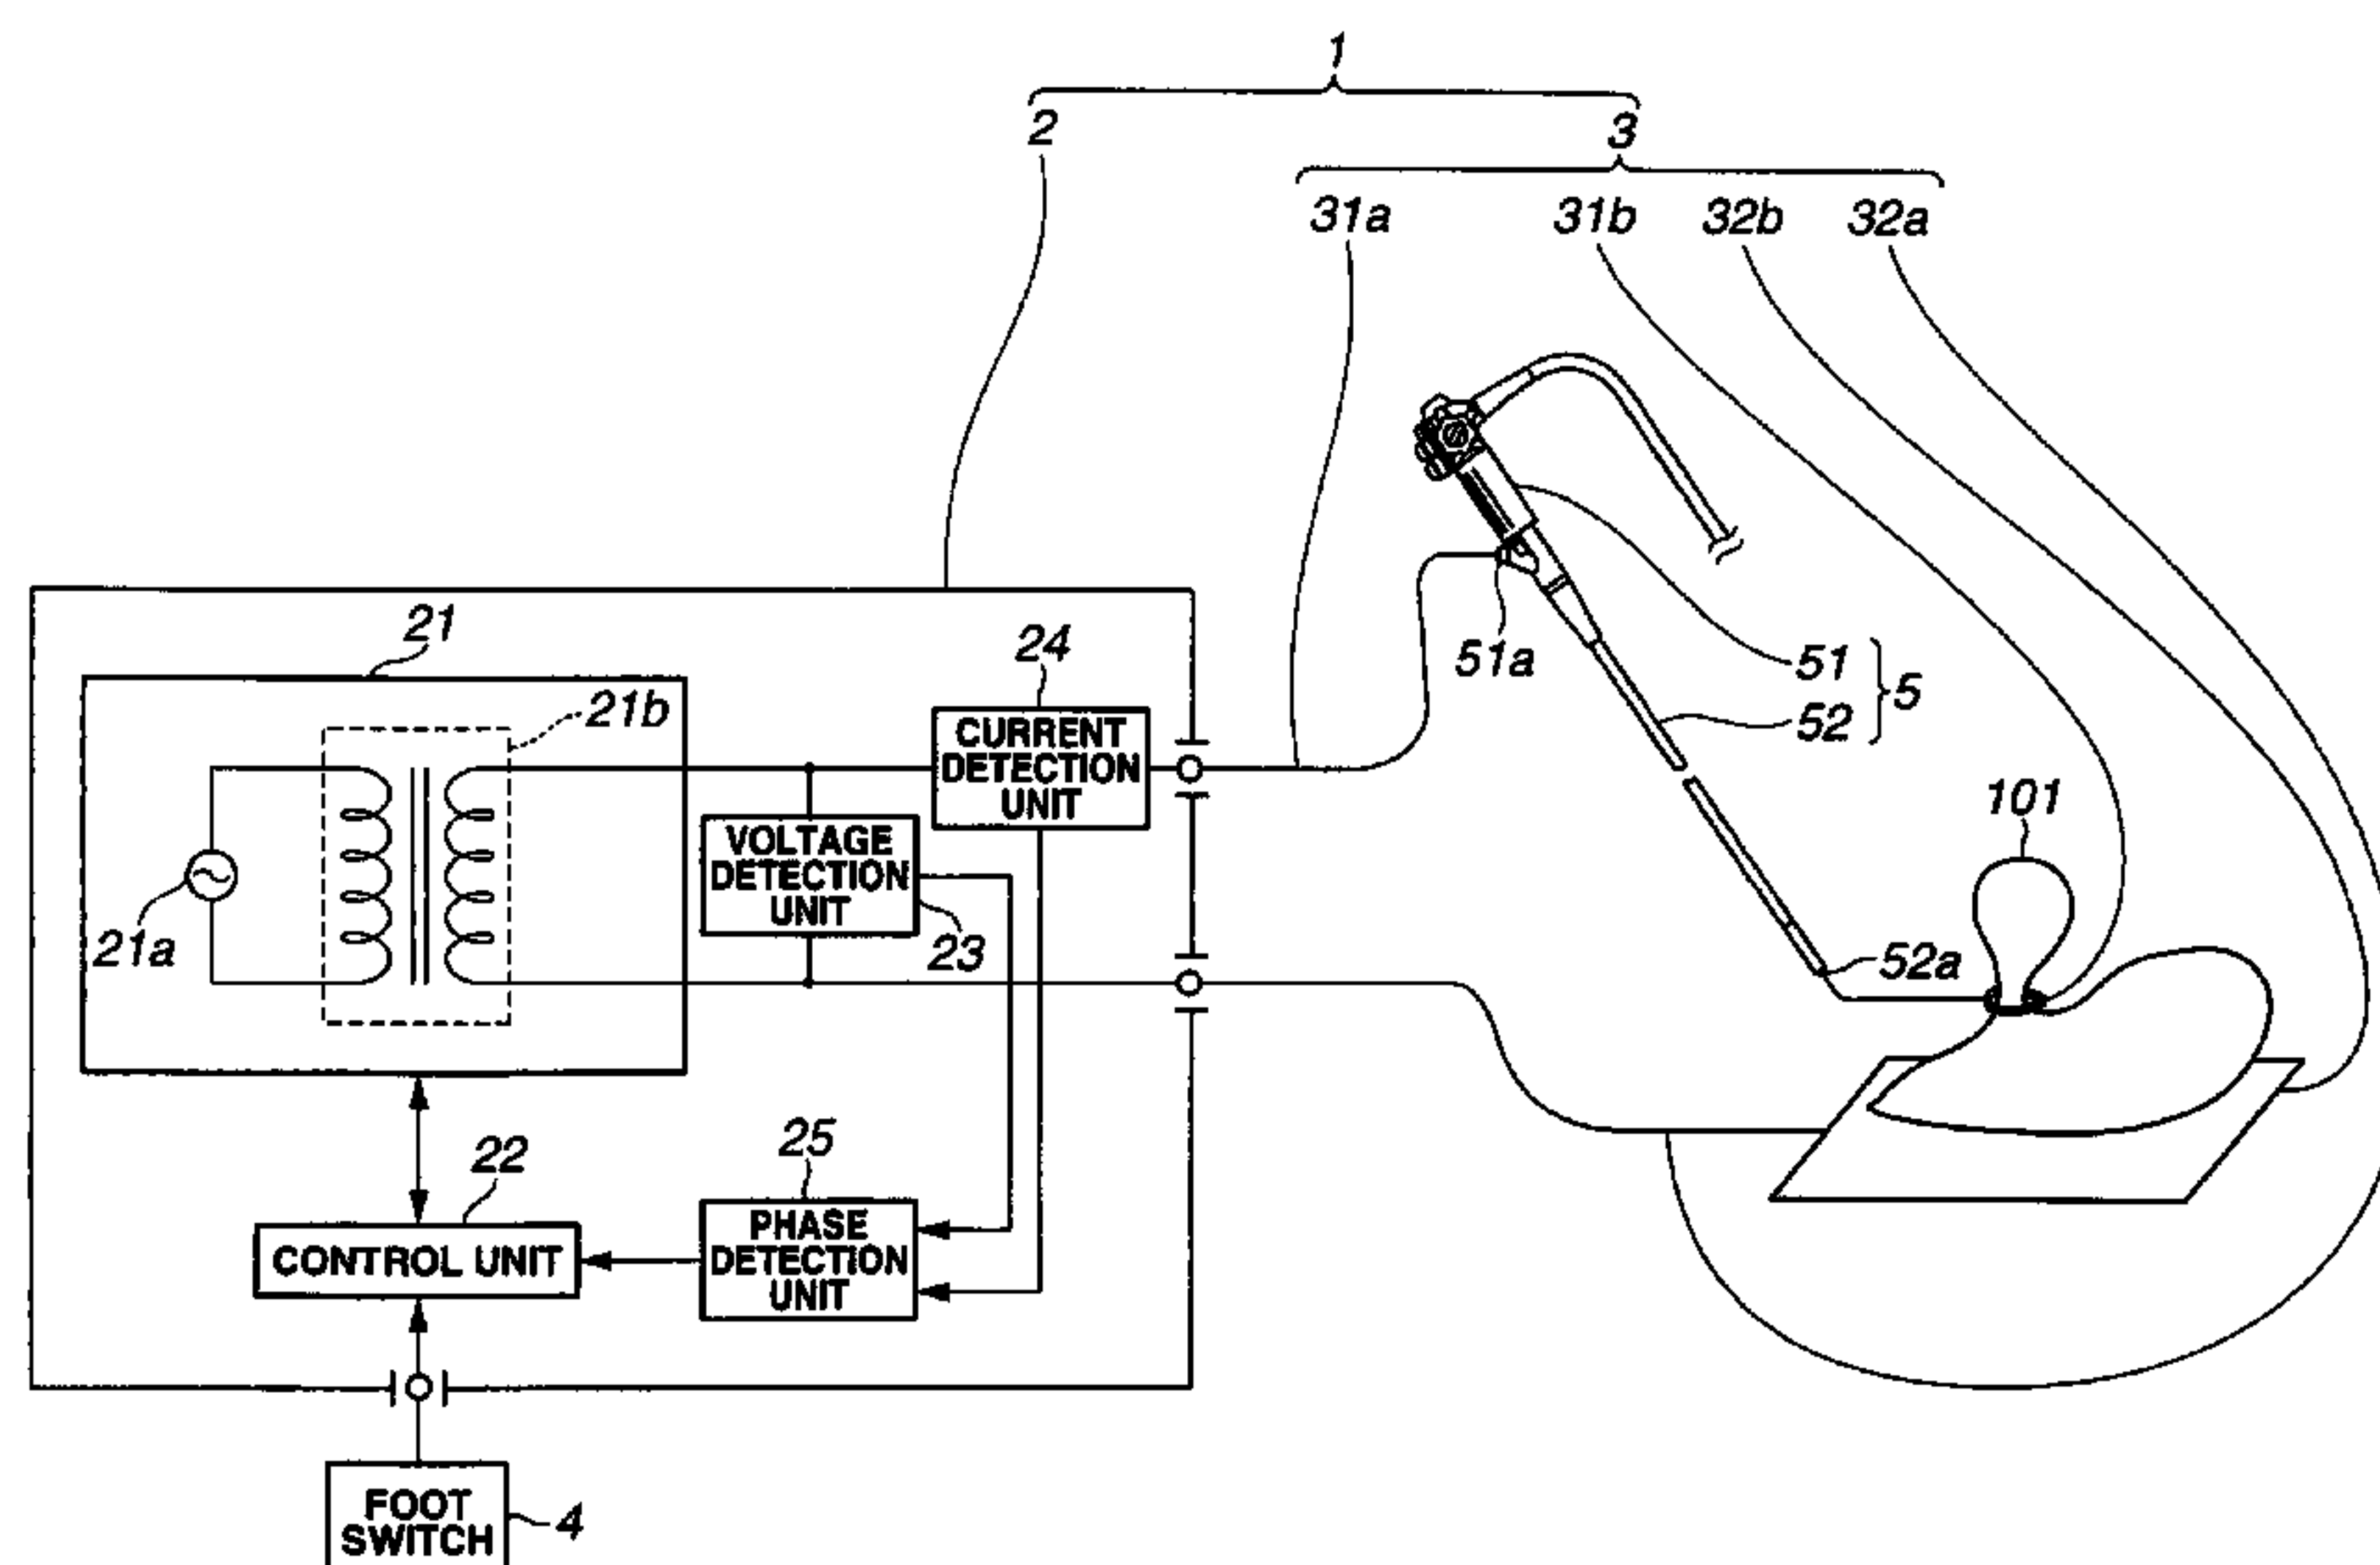 1
2
3
31a 31b 32b 32a
21
24
51a
51
5
21b
52
CURRENT
DETECTION
UNIT
101
VOLTAGE
DETECTION
UNIT
21a
23
52a
25
22
PHASE
DETECTION
UNIT
CONTROL UNIT
FOOT
SWITCH
4